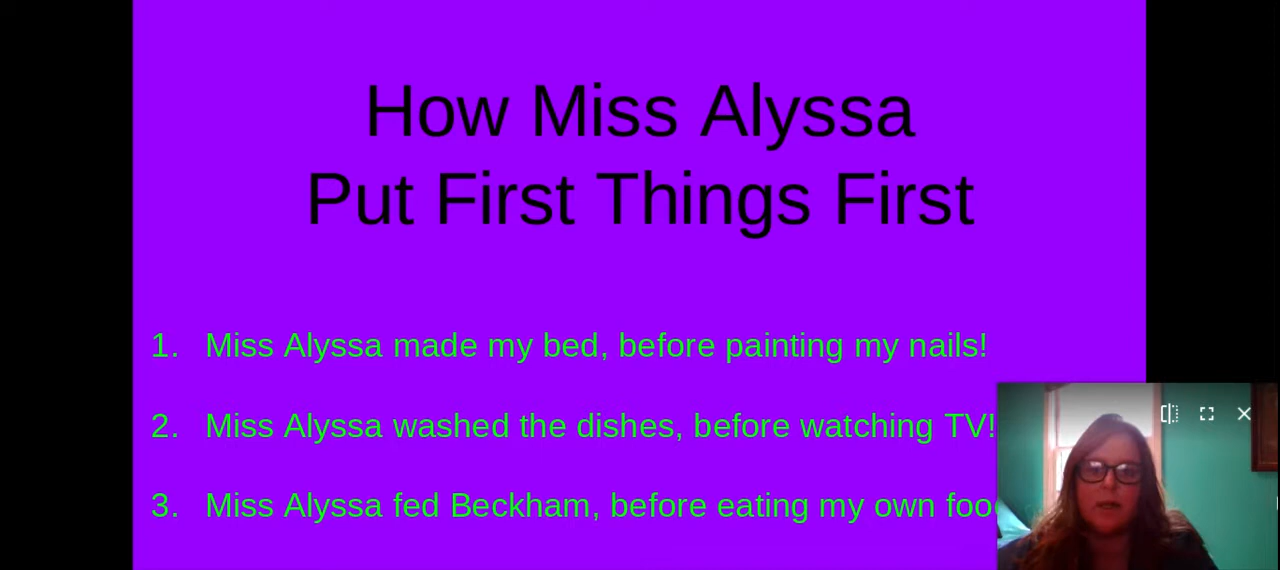 How Miss Alyssa
Put First Things First
1. Miss Alyssa made my bed, before painting my nails!
2. Miss Alyssa washed the dishes, before watching TV!
3. Miss Alyssa fed Beckham, before eating my own